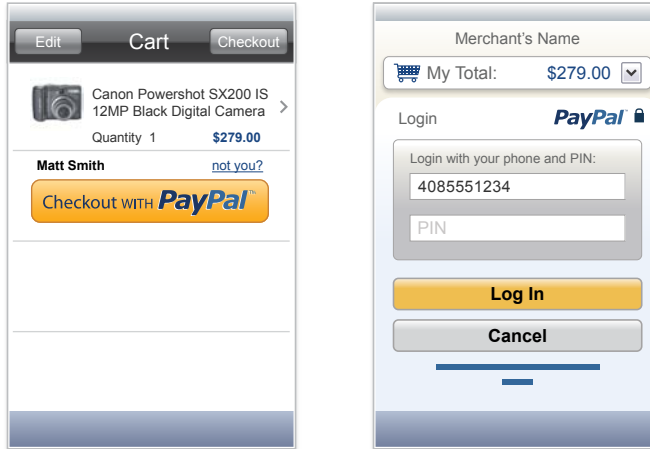 Edit
Cart
Checkout
Canon Powershot SX200 IS
12MP Black Digital Camera
Quantity 1
$279.00
Matt Smith
not you?
Checkout WITH PayPal™
Merchant's Name
My Total:
$279.00
Login
PayPal™
Login with your phone and PIN:
4085551234
PIN
Log In
Cancel